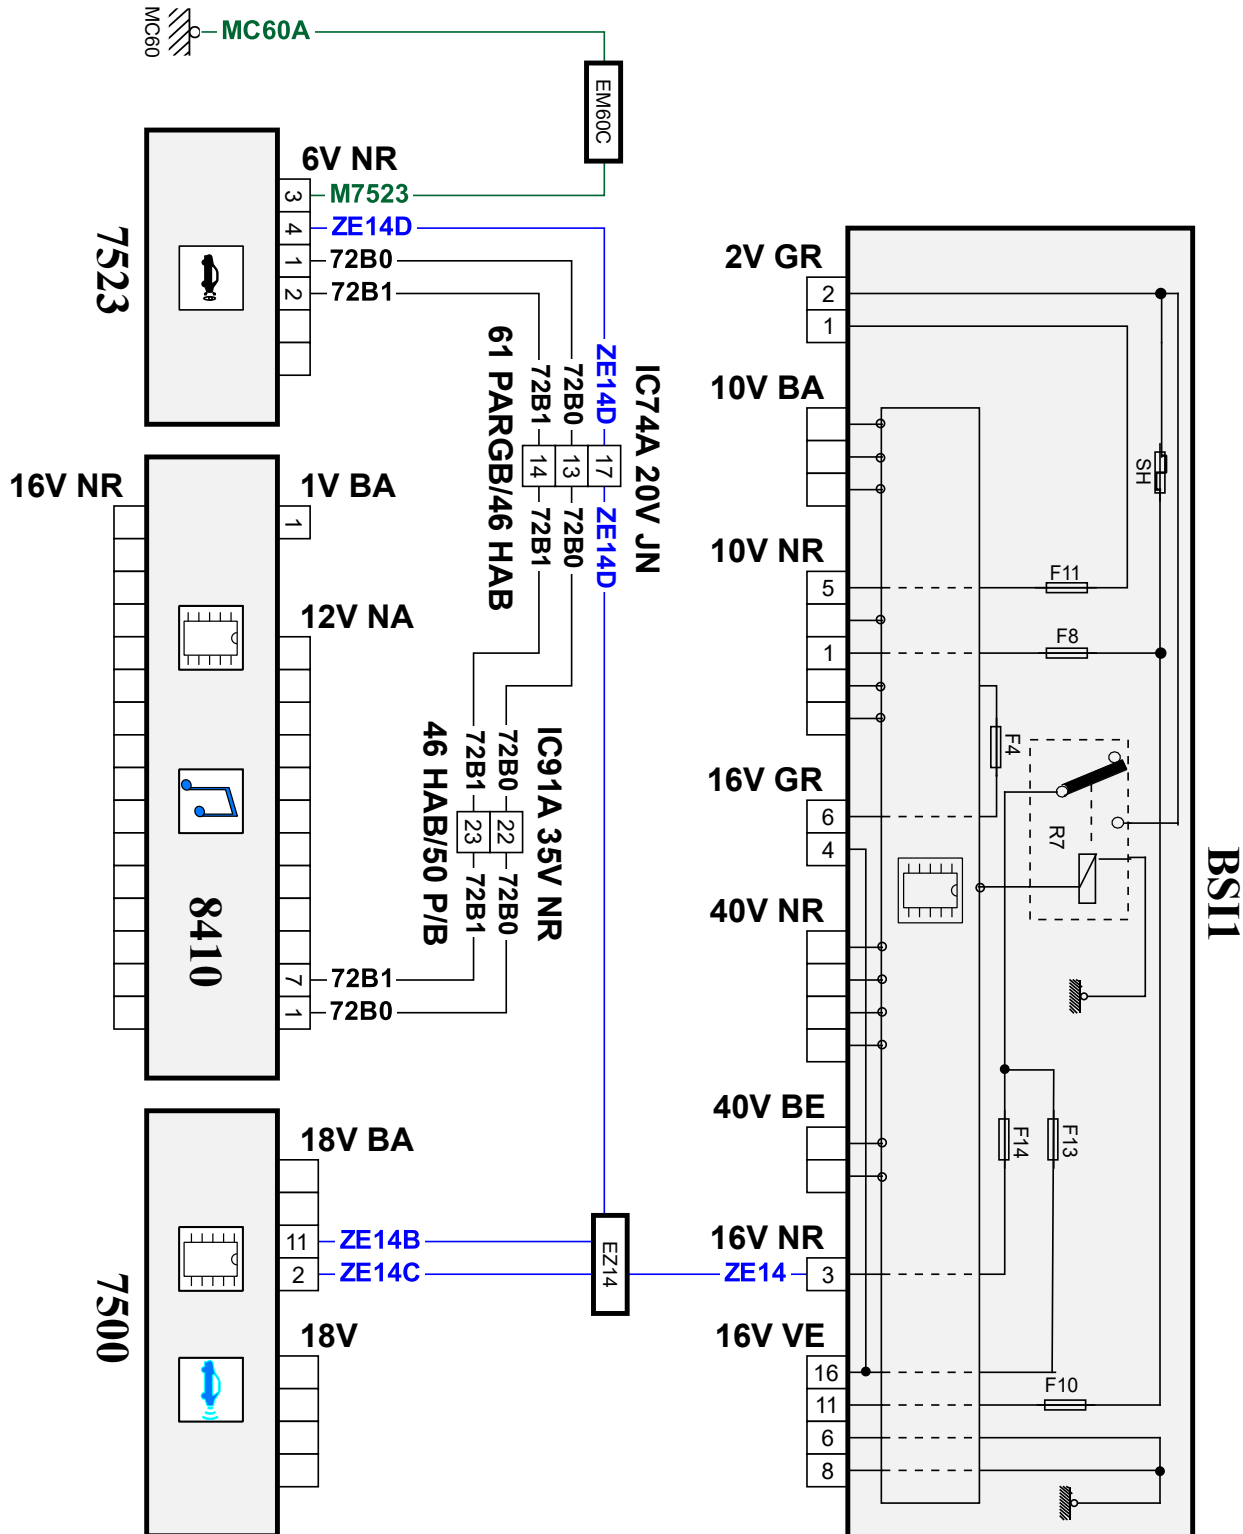 MC60
MC60A
EM60C
7523
6V NR
3
M7523
4
ZE14D
1
72B0
2
72B1
ZE14D
72B0
72B1
17
13
14
ZE14D
72B0
72B1
IC74A 20V JN
61 PARGB/46 HAB
16V NR
1V BA
1
12V NA
8410
72B0
72B1
22
23
72B0
72B1
IC91A 35V NR
46 HAB/50 P/B
7
72B1
1
72B0
7500
18V BA
11
ZE14B
2
ZE14C
18V
EZ14
ZE14
BSI1
2V GR
2
1
10V BA
SH
10V NR
5
F11
1
F8
F4
16V GR
6
4
R7
40V NR
40V BE
F14
F13
16V NR
3
16V VE
16
11
F10
6
8